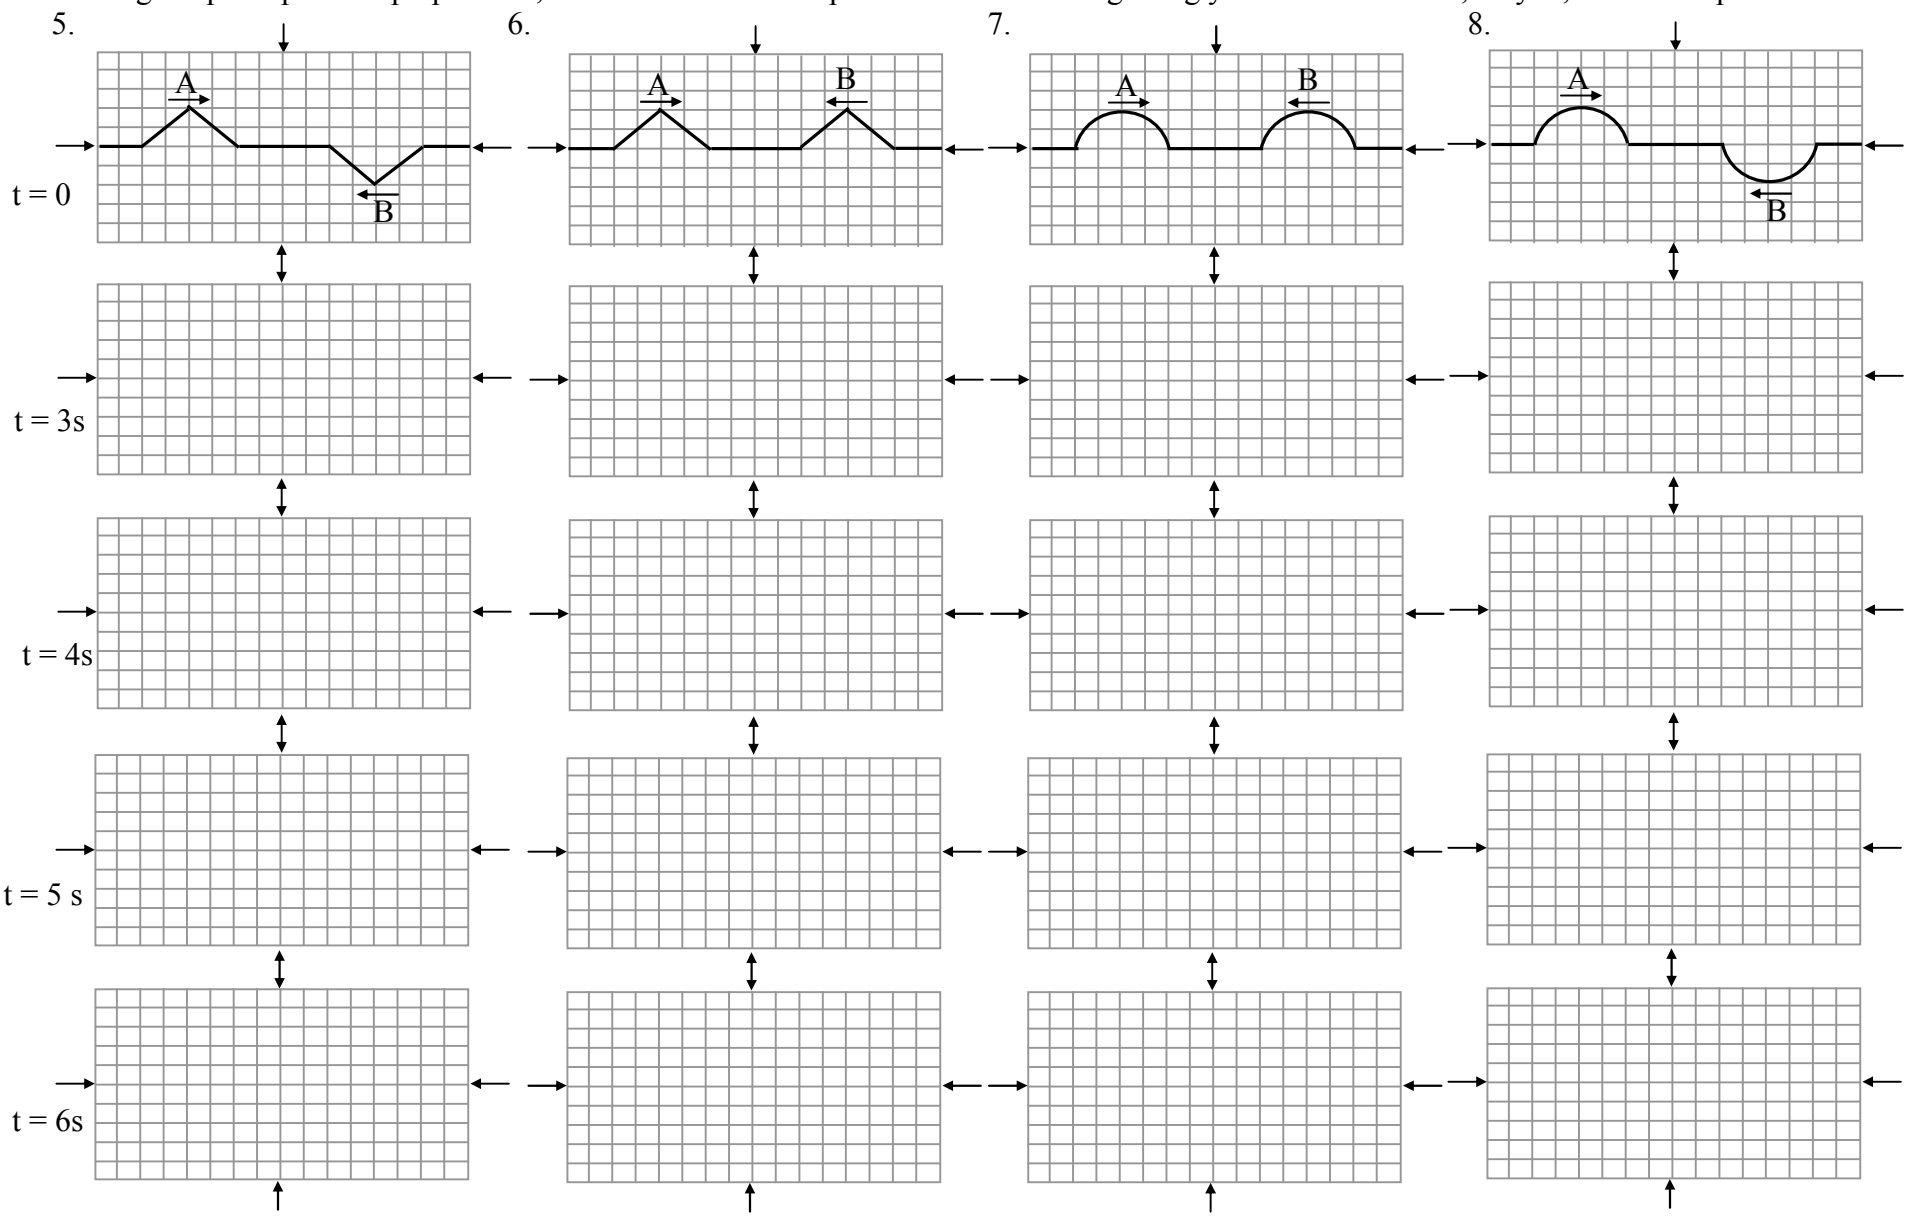 5. 6. 7. 8.
A B A B A B A B
t = 0
t = 3s
t = 4s
t = 5 s
t = 6s